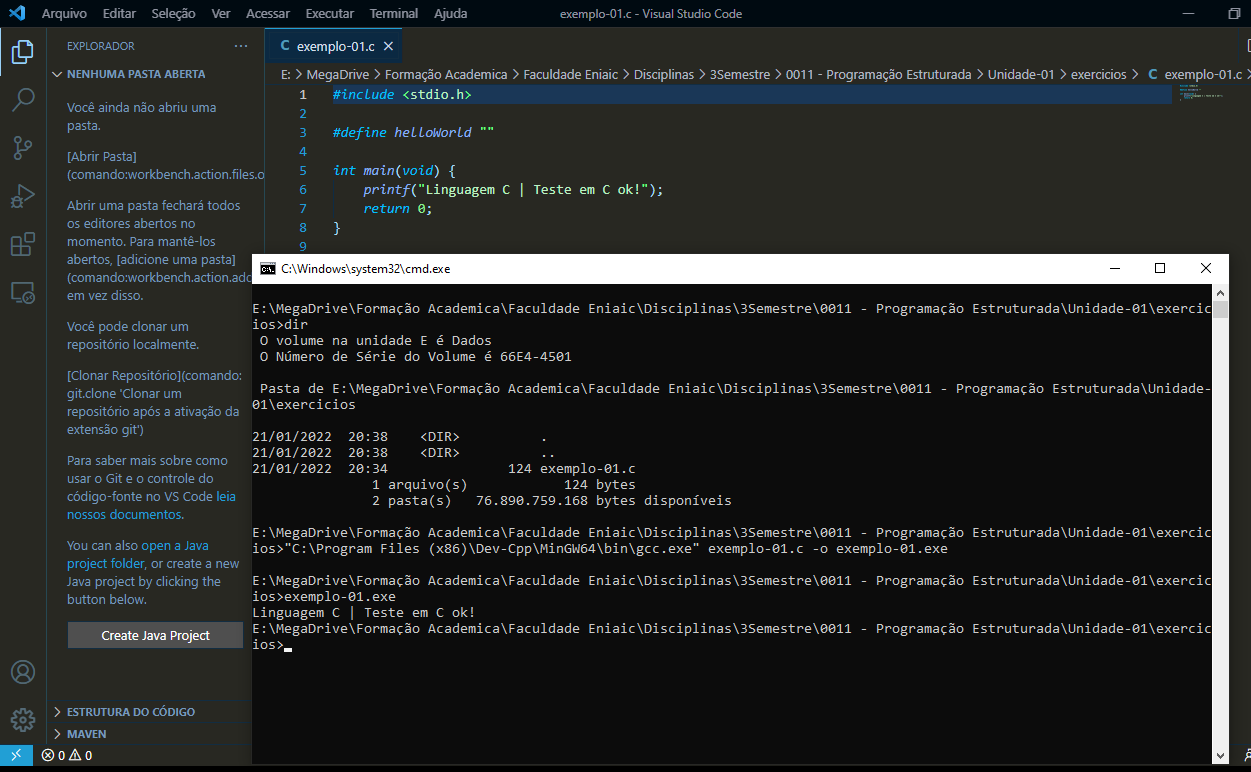 Arquivo Editar Seleção Ver Acessar Executar Terminal Ajuda exemplo-01.c - Visual Studio Code
EXPLORADOR ···
NENHUMA PASTA ABERTA
Você ainda não abriu uma
pasta.
[Abrir Pasta]
(comando:workbench.action.files.o
Abrir uma pasta fechará todos
os editores abertos no
momento. Para mantê-los
abertos, [adicione uma pasta]
(comando:workbench.action.adc
em vez disso.
Você pode clonar um
repositório localmente.
[Clonar Repositório](comando:
git.clone 'Clonar um
repositório após a ativação da
extensão git')
Para saber mais sobre como
usar o Git e o controle do
código-fonte no VS Code leia
nossos documentos.
You can also open a Java
project folder, or create a new
Java project by clicking the
button below.
Create Java Project
ESTRUTURA DO CÓDIGO
MAVEN
0 0
C exemplo-01.c
E: > MegaDrive > Formação Academica > Faculdade Eniaic > Disciplinas > 3Semestre > 0011 - Programação Estruturada > Unidade-01 > exercicios > C exemplo-01.c >
1 #include <stdio.h>
2
3 #define helloWorld ""
4
5 int main(void) {
6 printf("Linguagem C | Teste em C ok!");
7 return 0;
8 }
9
C:\Windows\system32\cmd.exe
E:\MegaDrive\Formação Academica\Faculdade Eniaic\Disciplinas\3Semestre\0011 - Programação Estruturada\Unidade-01\exercic
ios>dir
O volume na unidade E é Dados
O Número de Série do Volume é 66E4-4501
Pasta de E:\MegaDrive\Formação Academica\Faculdade Eniaic\Disciplinas\3Semestre\0011 - Programação Estruturada\Unidade-
01\exercicios
21/01/2022 20:38 <DIR> .
21/01/2022 20:38 <DIR> ..
21/01/2022 20:34 124 exemplo-01.c
1 arquivo(s) 124 bytes
2 pasta(s) 76.890.759.168 bytes disponíveis
E:\MegaDrive\Formação Academica\Faculdade Eniaic\Disciplinas\3Semestre\0011 - Programação Estruturada\Unidade-01\exercic
ios>"C:\Program Files (x86)\Dev-Cpp\MinGW64\bin\gcc.exe" exemplo-01.c -o exemplo-01.exe
E:\MegaDrive\Formação Academica\Faculdade Eniaic\Disciplinas\3Semestre\0011 - Programação Estruturada\Unidade-01\exercic
ios>exemplo-01.exe
Linguagem C | Teste em C ok!
E:\MegaDrive\Formação Academica\Faculdade Eniaic\Disciplinas\3Semestre\0011 - Programação Estruturada\Unidade-01\exercic
ios>